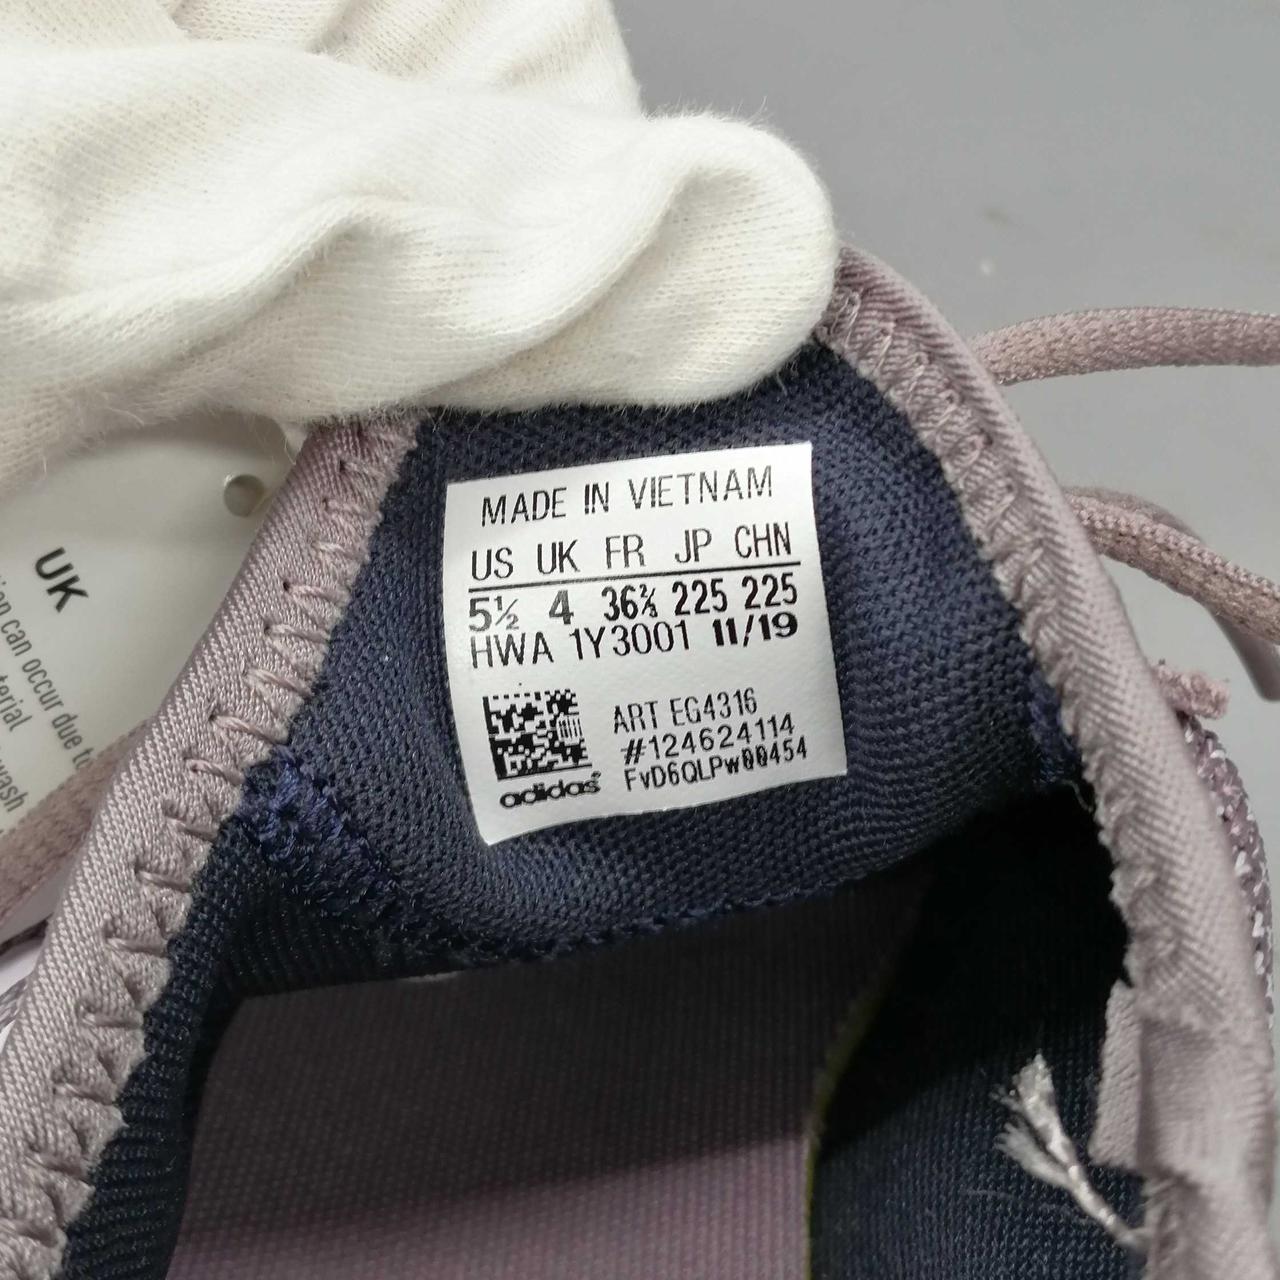 MADE IN VIETNAM
US UK FR JP CHN
5½ 4 36⅔ 225 225
HWA 1Y3001 11/19
ART EG4316
#124624114
FvD6QLPw00454
adidas
UK
can occur due
wash